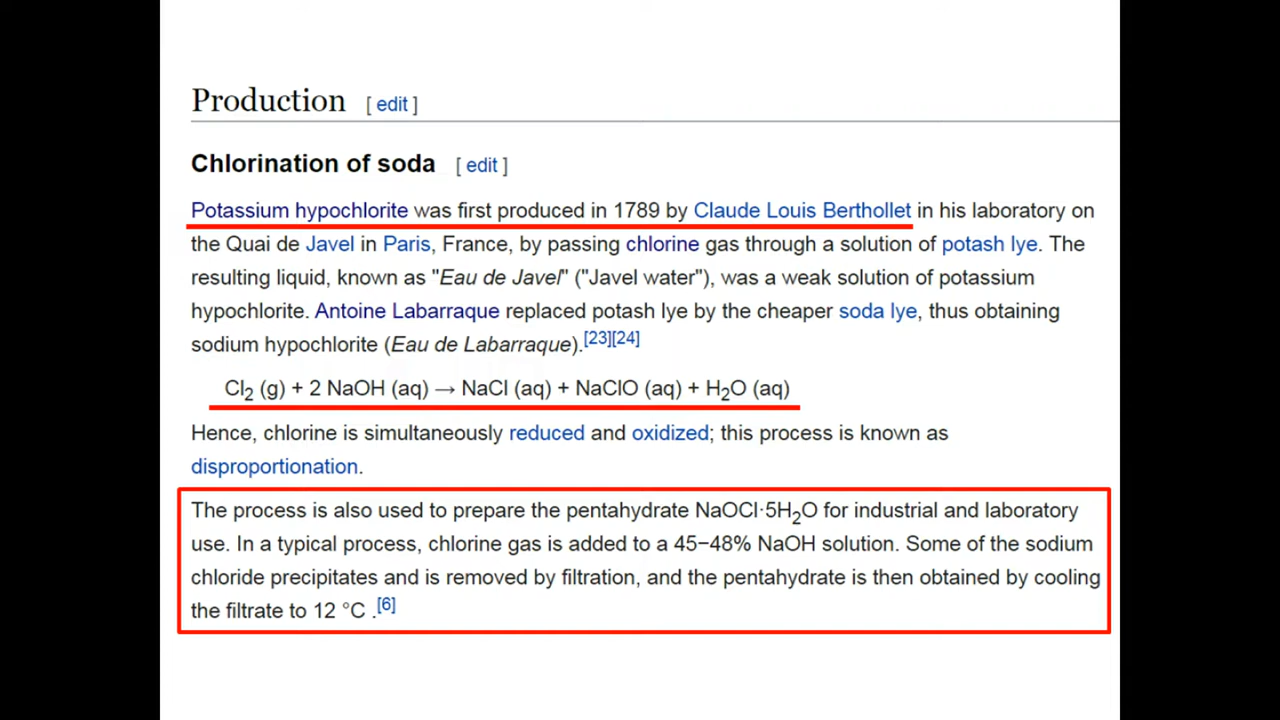 Production [ edit ]
Chlorination of soda [ edit ]
Potassium hypochlorite was first produced in 1789 by Claude Louis Berthollet in his laboratory on
the Quai de Javel in Paris, France, by passing chlorine gas through a solution of potash lye. The
resulting liquid, known as "Eau de Javel" ("Javel water"), was a weak solution of potassium
hypochlorite. Antoine Labarraque replaced potash lye by the cheaper soda lye, thus obtaining
sodium hypochlorite (Eau de Labarraque).[23][24]
Cl₂ (g) + 2 NaOH (aq) → NaCl (aq) + NaClO (aq) + H₂O (aq)
Hence, chlorine is simultaneously reduced and oxidized; this process is known as
disproportionation.
The process is also used to prepare the pentahydrate NaOCl·5H₂O for industrial and laboratory
use. In a typical process, chlorine gas is added to a 45−48% NaOH solution. Some of the sodium
chloride precipitates and is removed by filtration, and the pentahydrate is then obtained by cooling
the filtrate to 12 °C .[6]